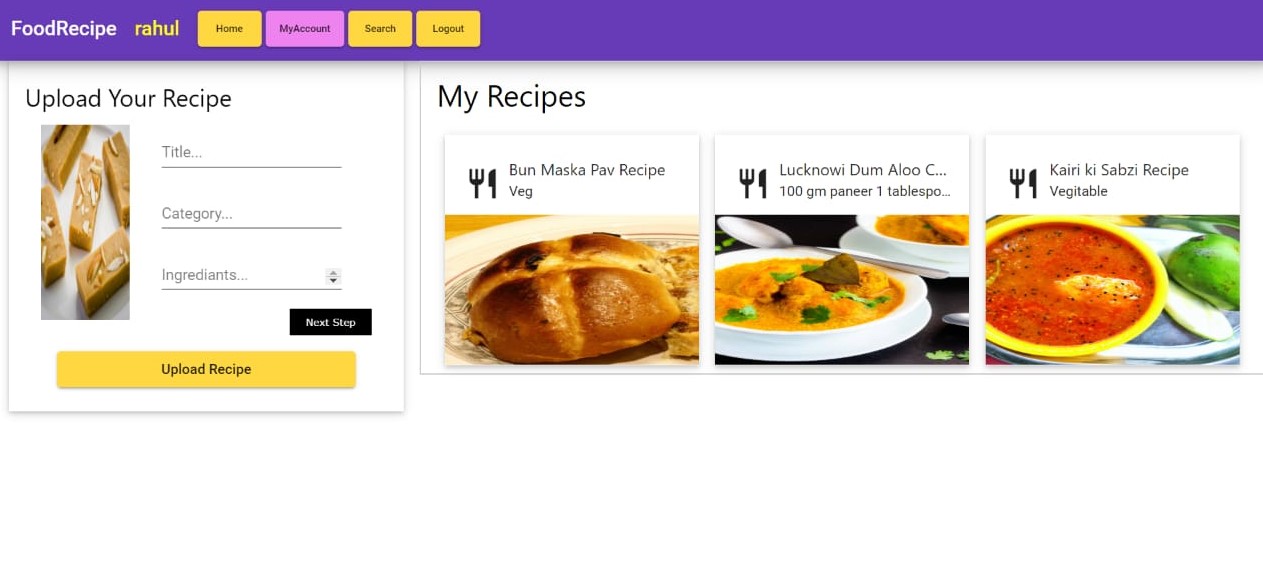 FoodRecipe rahul Home MyAccount Search Logout
Upload Your Recipe
Title...
Category...
Ingrediants...
Next Step
Upload Recipe
My Recipes
Bun Maska Pav Recipe
Veg
Lucknowi Dum Aloo C...
100 gm paneer 1 tablespo...
Kairi ki Sabzi Recipe
Vegitable